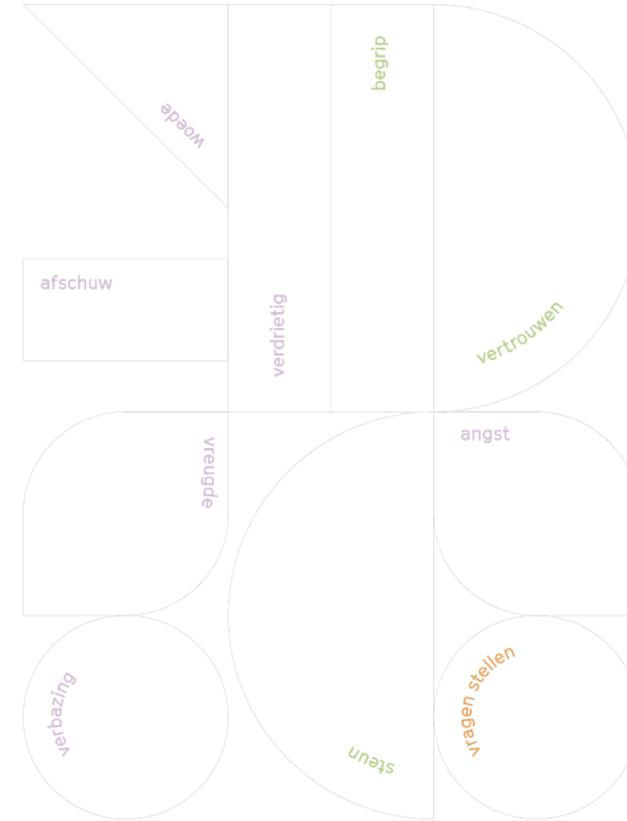 begrip
woede
afschuw
verdrietig
vertrouwen
vreugde
angst
verbazing
vragen stellen
steun